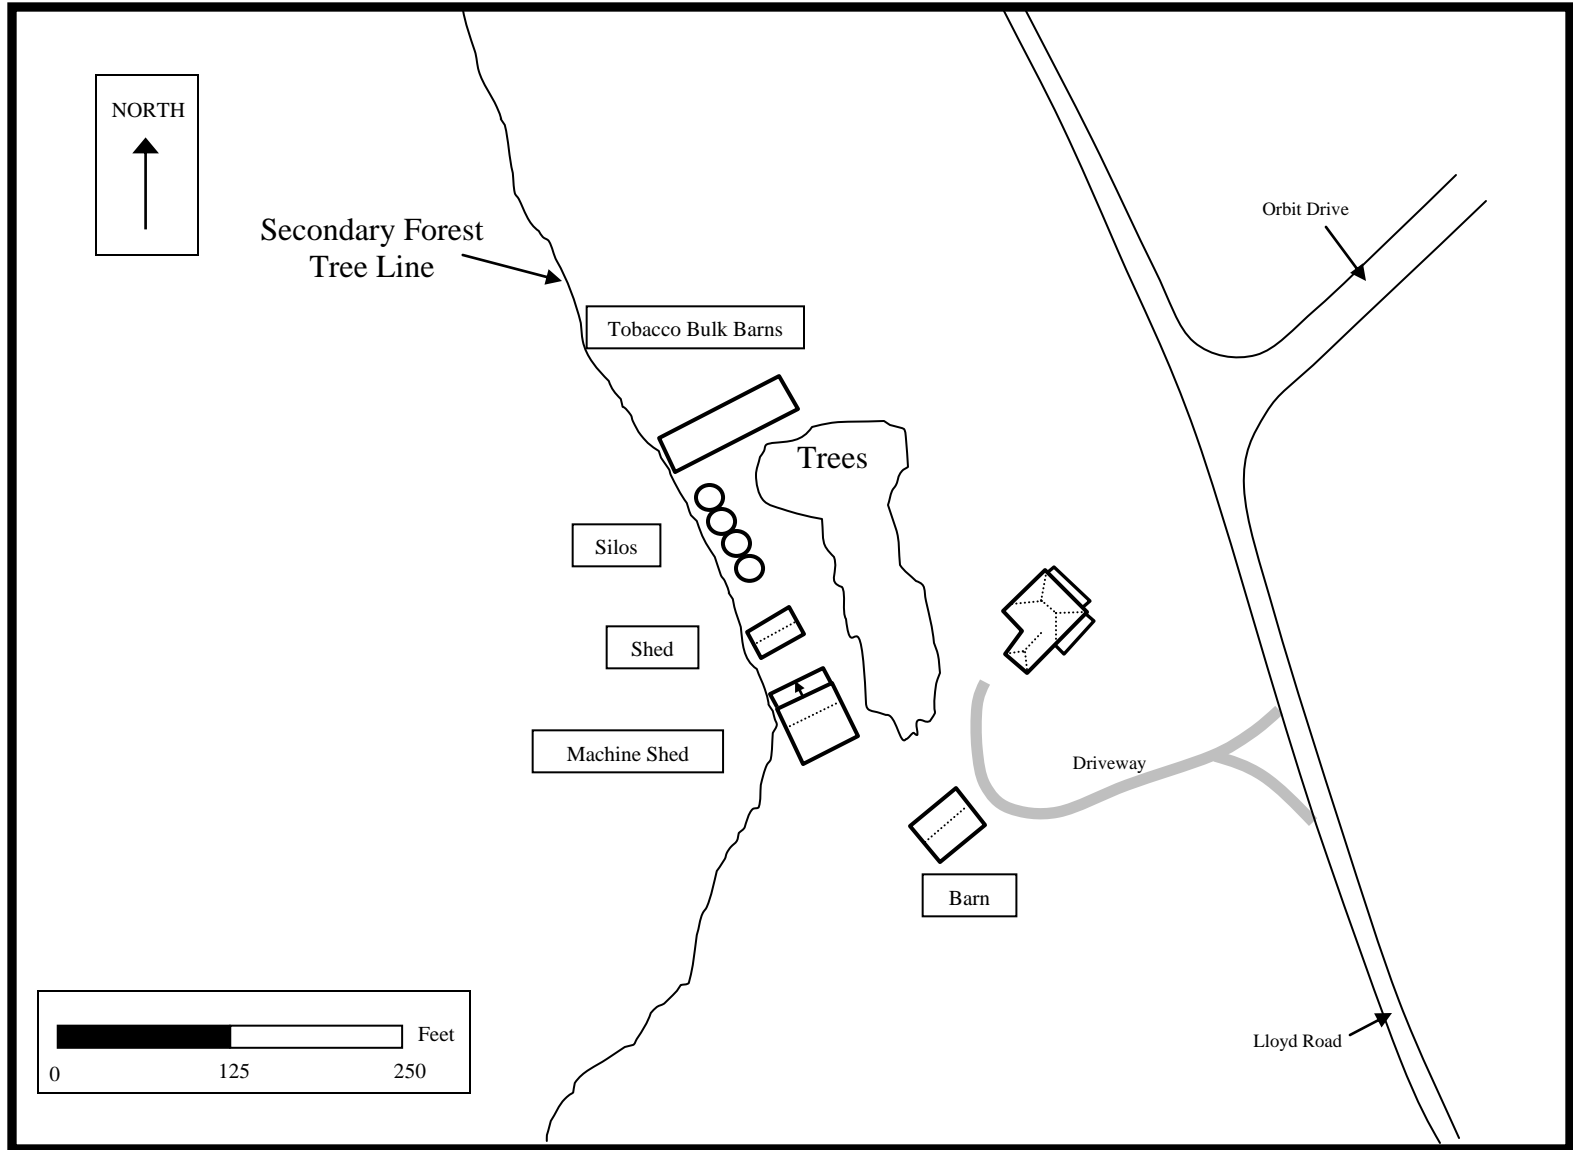 NORTH
Orbit Drive
Secondary Forest
Tree Line
Tobacco Bulk Barns
Trees
Silos
Shed
Machine Shed
Driveway
Barn
Feet
0 125 250
Lloyd Road